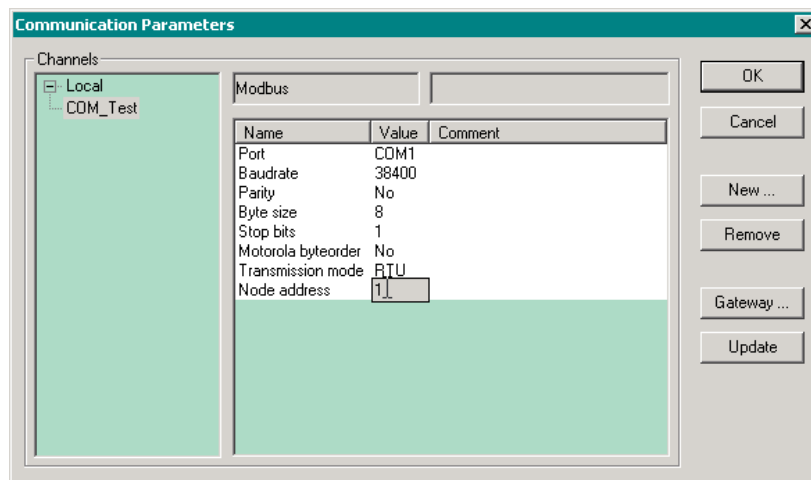 Communication Parameters
Channels
Local
COM_Test
Modbus
Name Value Comment
Port COM1
Baudrate 38400
Parity No
Byte size 8
Stop bits 1
Motorola byteorder No
Transmission mode RTU
Node address 1
OK
Cancel
New ...
Remove
Gateway ...
Update